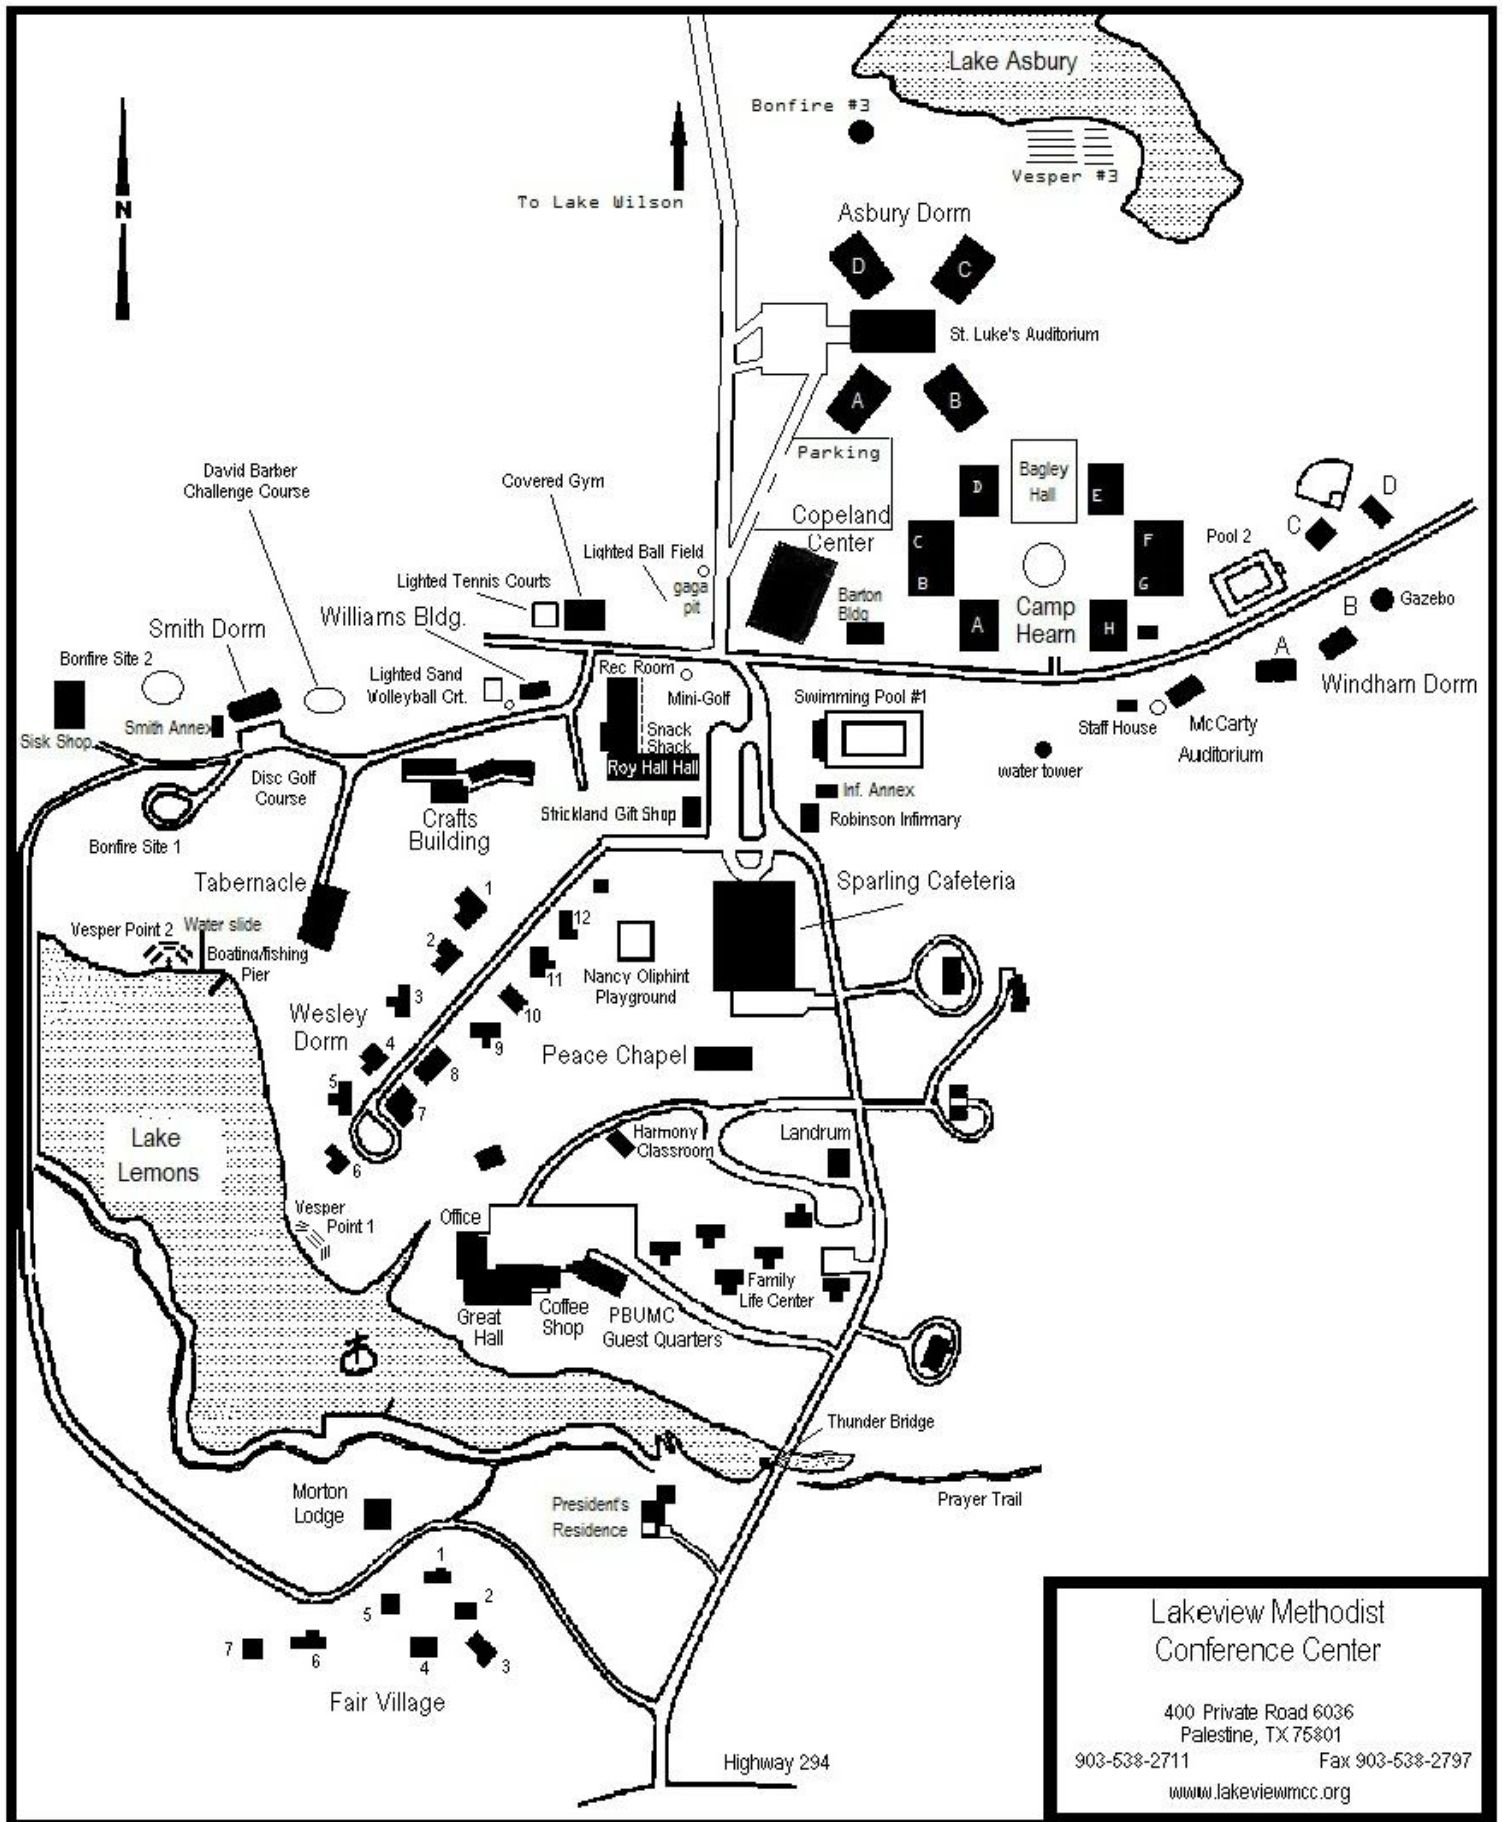 Lake Asbury
Bonfire #3
Vesper #3
To Lake Wilson
N
Asbury Dorm
D
C
St. Luke's Auditorium
A
B
Parking
David Barber
Challenge Course
Covered Gym
Bagley
Hall
D
E
Copeland
Center
C
B
F
G
A
H
Camp
Hearn
Barton
Bldg
Pool 2
C
D
B
Gazebo
A
Windham Dorm
Lighted Ball Field
gaga
pit
Lighted Tennis Courts
Williams Bldg.
Smith Dorm
Bonfire Site 2
Lighted Sand
Volleyball Crt.
Rec Room
Mini-Golf
Swimming Pool #1
Staff House
McCarty
Auditorium
water tower
Sisk Shop
Smith Annex
Snack
Shack
Roy Hall Hall
Disc Golf
Course
Inf. Annex
Strickland Gift Shop
Robinson Infirmary
Crafts
Building
Bonfire Site 1
Tabernacle
Sparling Cafeteria
Vesper Point 2
Water slide
Boating/fishing
Pier
1
2
3
4
5
6
7
8
9
10
11
12
Nancy Oliphint
Playground
Wesley
Dorm
Peace Chapel
Lake
Lemons
Harmony
Classroom
Landrum
Vesper
Point 1
Office
Family
Life Center
Great
Hall
Coffee
Shop
PBUMC
Guest Quarters
Thunder Bridge
Prayer Trail
Morton
Lodge
President's
Residence
1
2
3
4
5
6
7
Fair Village
Highway 294
Lakeview Methodist
Conference Center
400 Private Road 6036
Palestine, TX 75801
903-538-2711 Fax 903-538-2797
www.lakeviewmcc.org